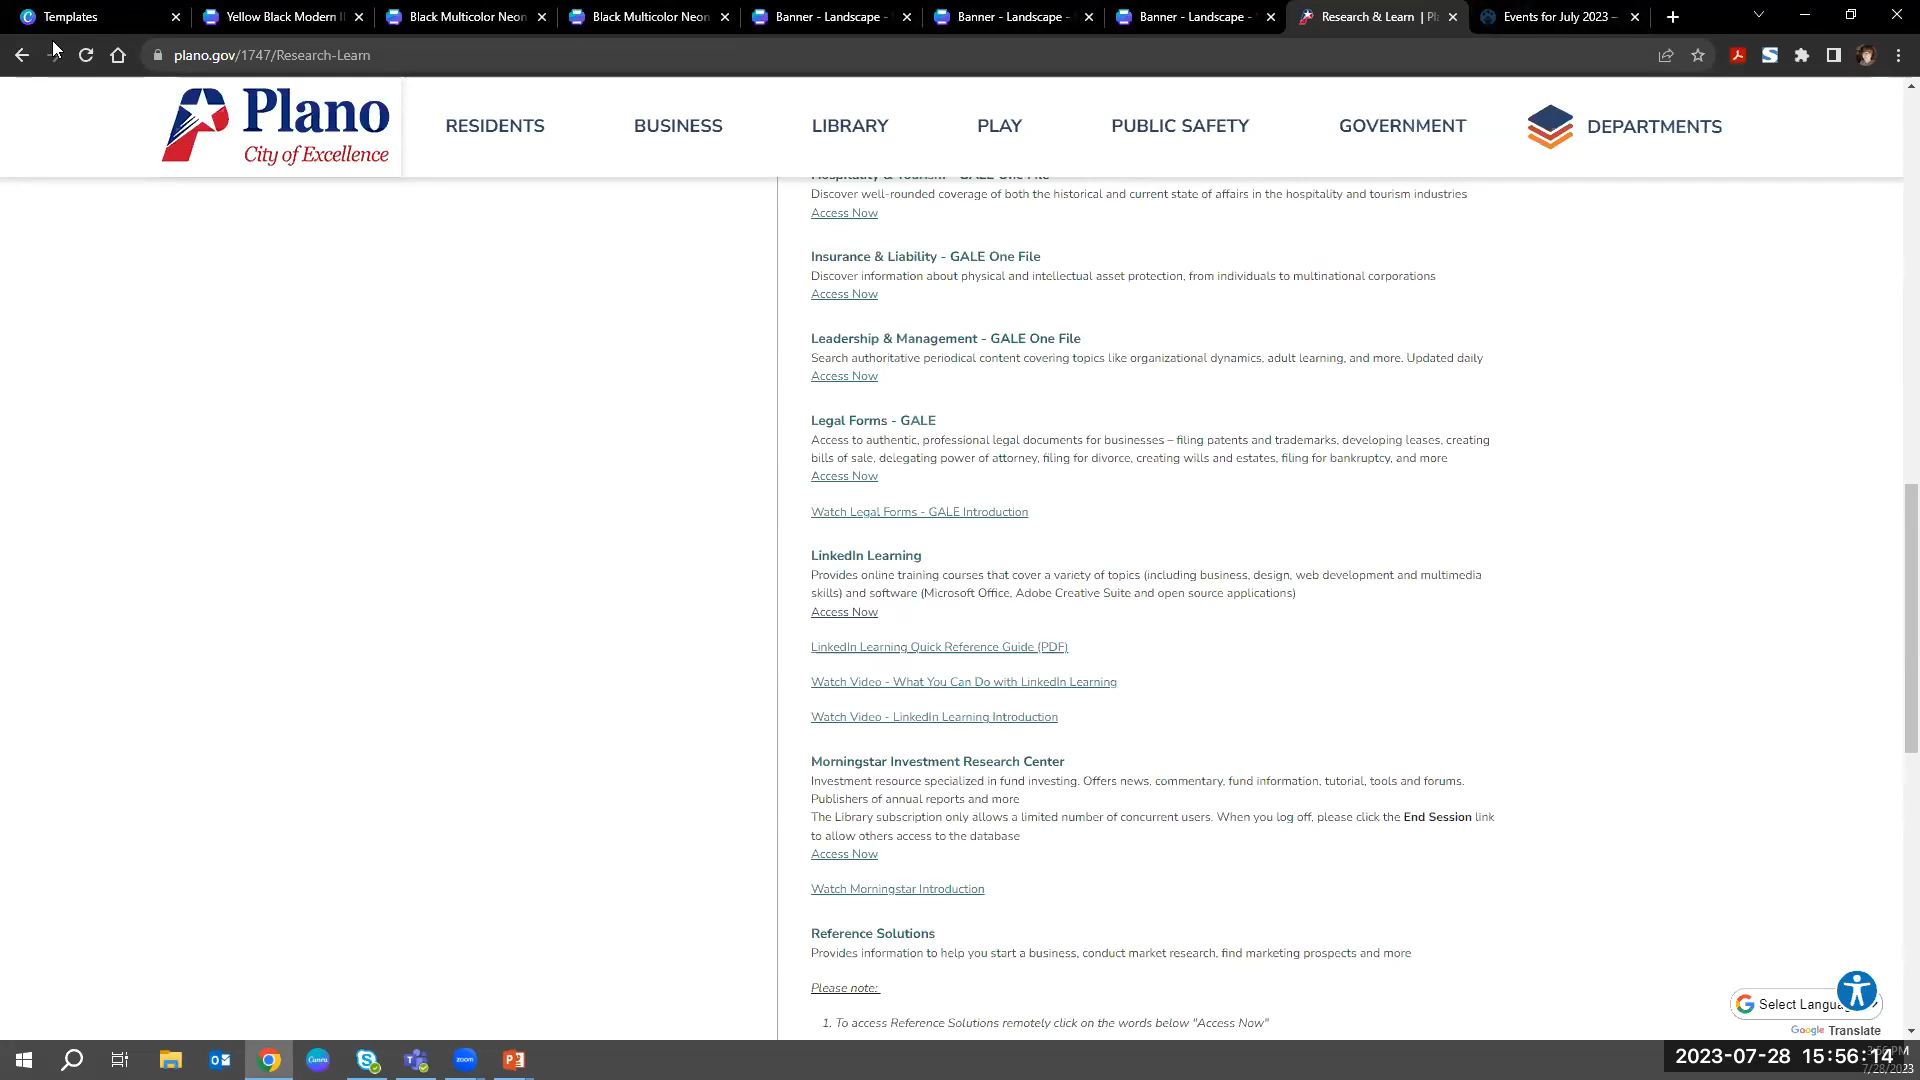 Templates
Yellow Black Modern I
Black Multicolor Neon
Black Multicolor Neon
Banner - Landscape -
Banner - Landscape -
Banner - Landscape -
Research & Learn | Pl
Events for July 2023 –
plano.gov/1747/Research-Learn
Plano
City of Excellence
RESIDENTS
BUSINESS
LIBRARY
PLAY
PUBLIC SAFETY
GOVERNMENT
DEPARTMENTS
Hospitality & Tourism - GALE One File
Discover well-rounded coverage of both the historical and current state of affairs in the hospitality and tourism industries
Access Now
Insurance & Liability - GALE One File
Discover information about physical and intellectual asset protection, from individuals to multinational corporations
Access Now
Leadership & Management - GALE One File
Search authoritative periodical content covering topics like organizational dynamics, adult learning, and more. Updated daily
Access Now
Legal Forms - GALE
Access to authentic, professional legal documents for businesses – filing patents and trademarks, developing leases, creating
bills of sale, delegating power of attorney, filing for divorce, creating wills and estates, filing for bankruptcy, and more
Access Now
Watch Legal Forms - GALE Introduction
LinkedIn Learning
Provides online training courses that cover a variety of topics (including business, design, web development and multimedia
skills) and software (Microsoft Office, Adobe Creative Suite and open source applications)
Access Now
LinkedIn Learning Quick Reference Guide (PDF)
Watch Video - What You Can Do with LinkedIn Learning
Watch Video - LinkedIn Learning Introduction
Morningstar Investment Research Center
Investment resource specialized in fund investing. Offers news, commentary, fund information, tutorial, tools and forums.
Publishers of annual reports and more
The Library subscription only allows a limited number of concurrent users. When you log off, please click the End Session link
to allow others access to the database
Access Now
Watch Morningstar Introduction
Reference Solutions
Provides information to help you start a business, conduct market research, find marketing prospects and more
Please note:
1. To access Reference Solutions remotely click on the words below "Access Now"
Select Langua
Google Translate
Canva
zoom
2023-07-28 15:56:14
7/28/2023